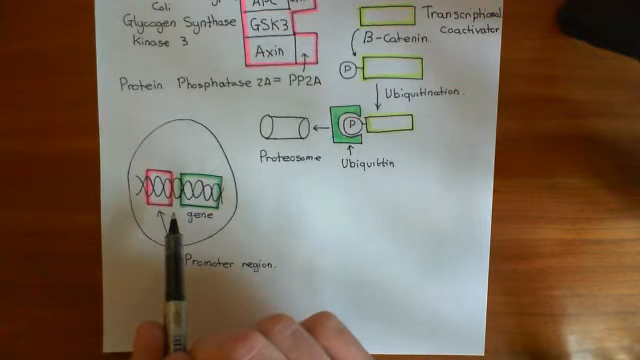 Coli
APC
Glycogen Synthase
Kinase 3
GSK3
Axin
Protein Phosphatase 2A = PP2A
Transcriptional
Coactivator
β-Catenin.
P
Ubiquitination.
P
Proteosome
Ubiquitin
gene
Promoter region.